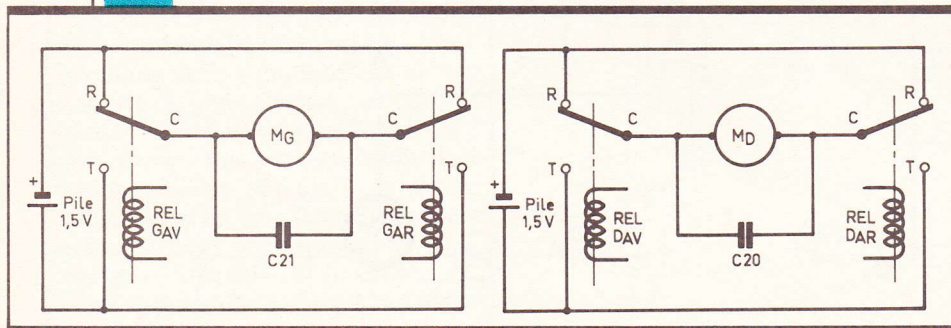 R
C
MG
C
R
T
T
+
Pile
1,5 V
REL
GAV
REL
GAR
C21
R
C
MD
C
R
T
T
+
Pile
1,5 V
REL
DAV
REL
DAR
C20